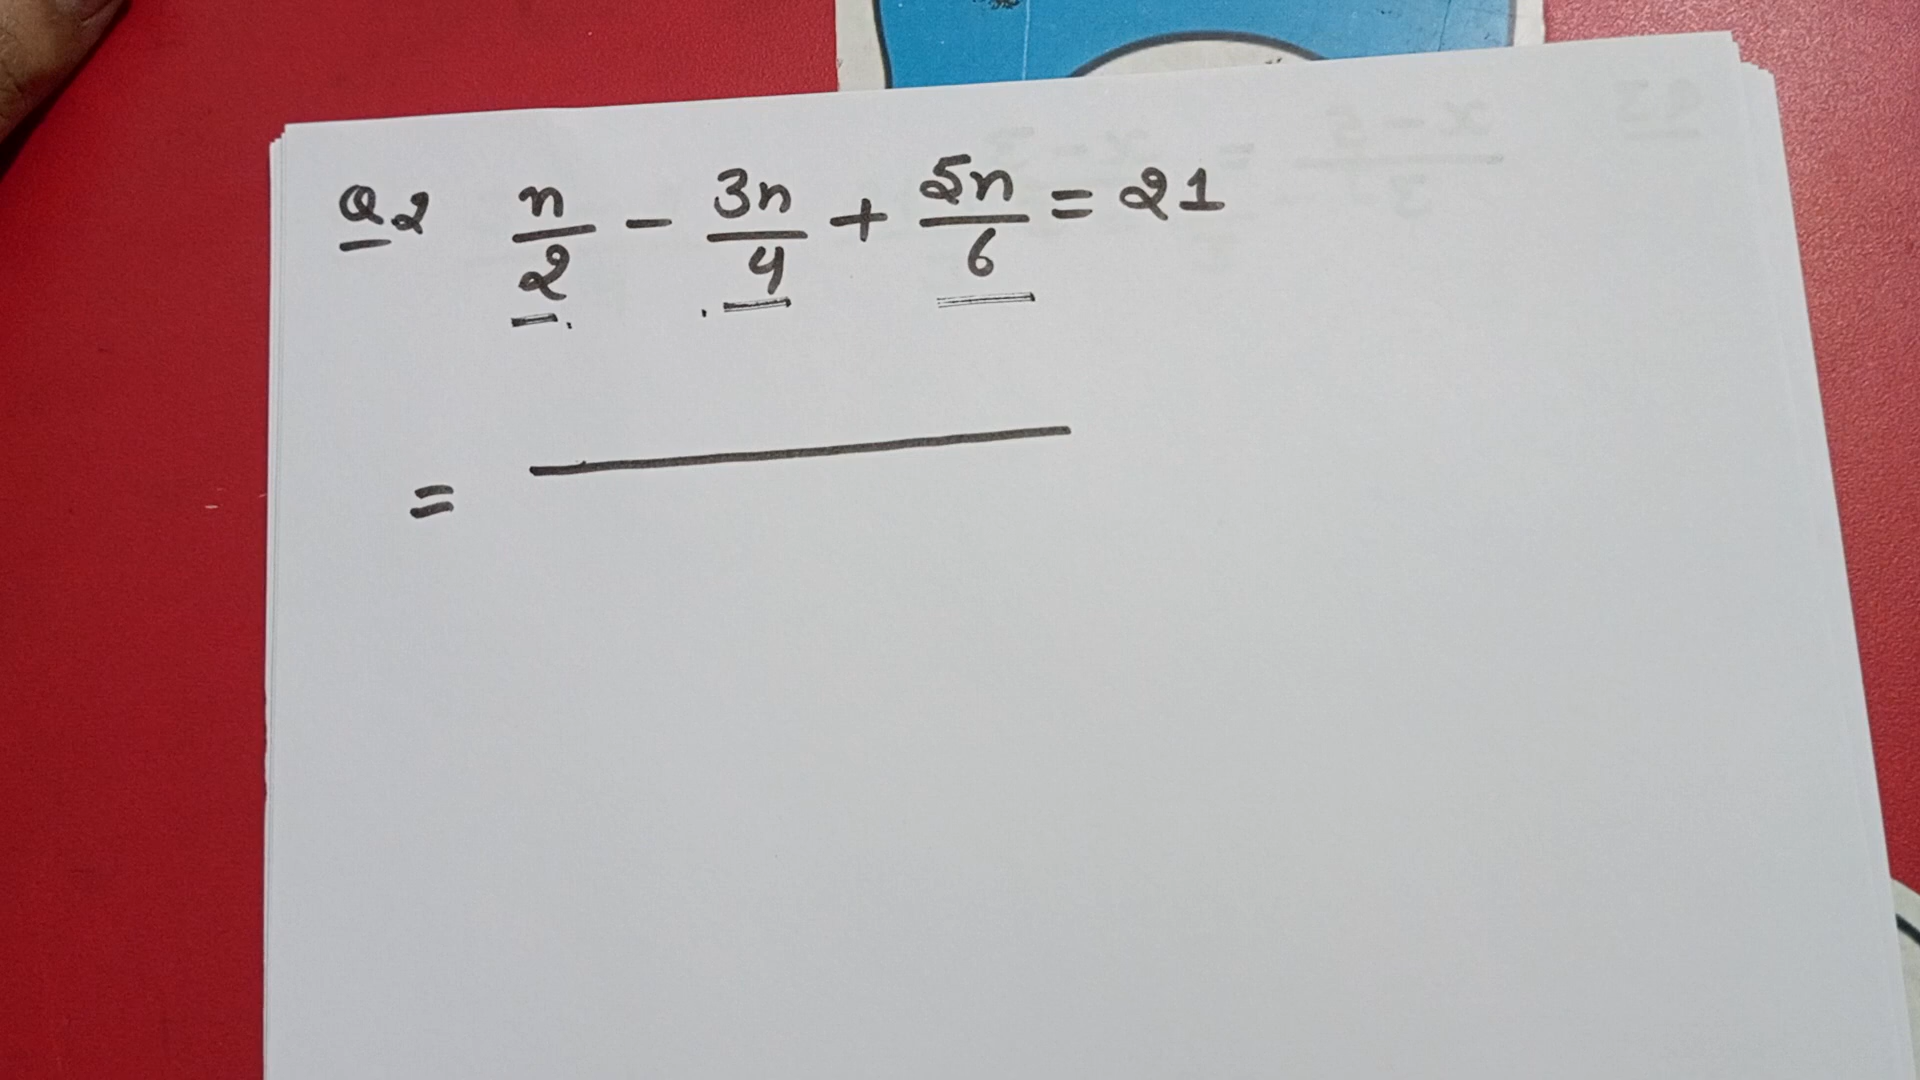 Q2 n/2 - 3n/4 + 5n/6 = 21
=